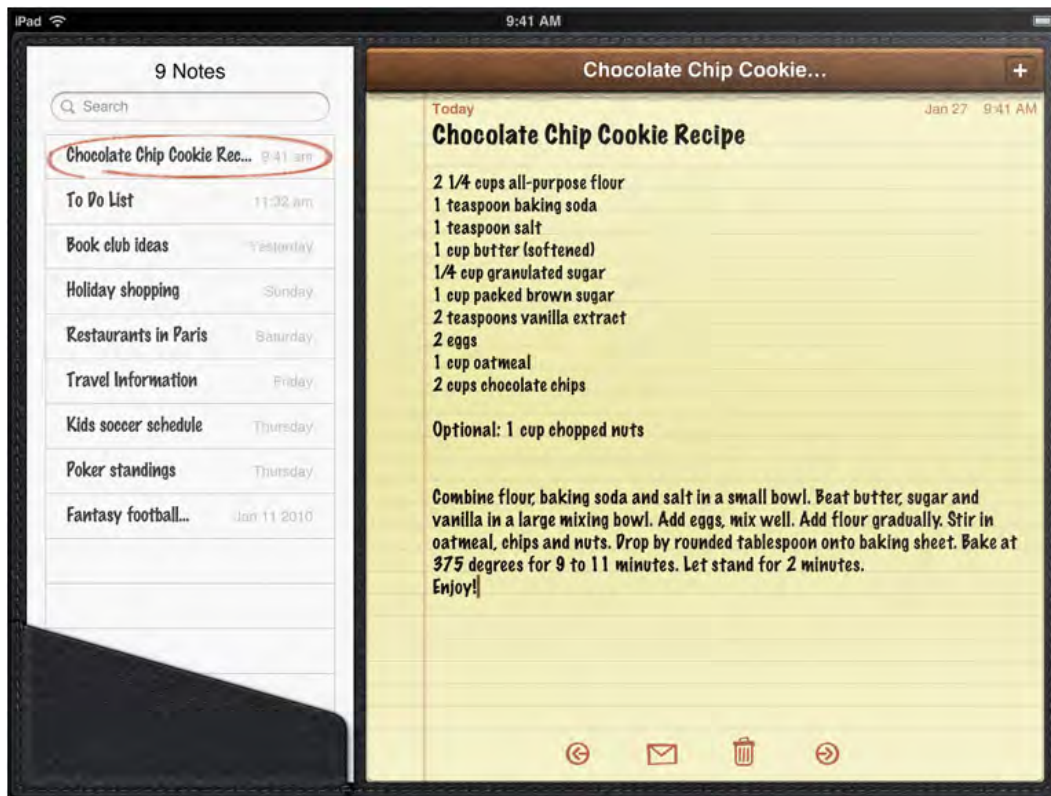 iPad 9:41 AM
9 Notes
Search
Chocolate Chip Cookie Rec... 9:41 am
To Do List 11:32 am
Book club ideas Yesterday
Holiday shopping Sunday
Restaurants in Paris Saturday
Travel Information Friday
Kids soccer schedule Thursday
Poker standings Thursday
Fantasy football... Jan 11 2010
Chocolate Chip Cookie...
+
Today Jan 27 9:41 AM
Chocolate Chip Cookie Recipe
2 1/4 cups all-purpose flour
1 teaspoon baking soda
1 teaspoon salt
1 cup butter (softened)
1/4 cup granulated sugar
1 cup packed brown sugar
2 teaspoons vanilla extract
2 eggs
1 cup oatmeal
2 cups chocolate chips
Optional: 1 cup chopped nuts
Combine flour, baking soda and salt in a small bowl. Beat butter, sugar and
vanilla in a large mixing bowl. Add eggs, mix well. Add flour gradually. Stir in
oatmeal, chips and nuts. Drop by rounded tablespoon onto baking sheet. Bake at
375 degrees for 9 to 11 minutes. Let stand for 2 minutes.
Enjoy!